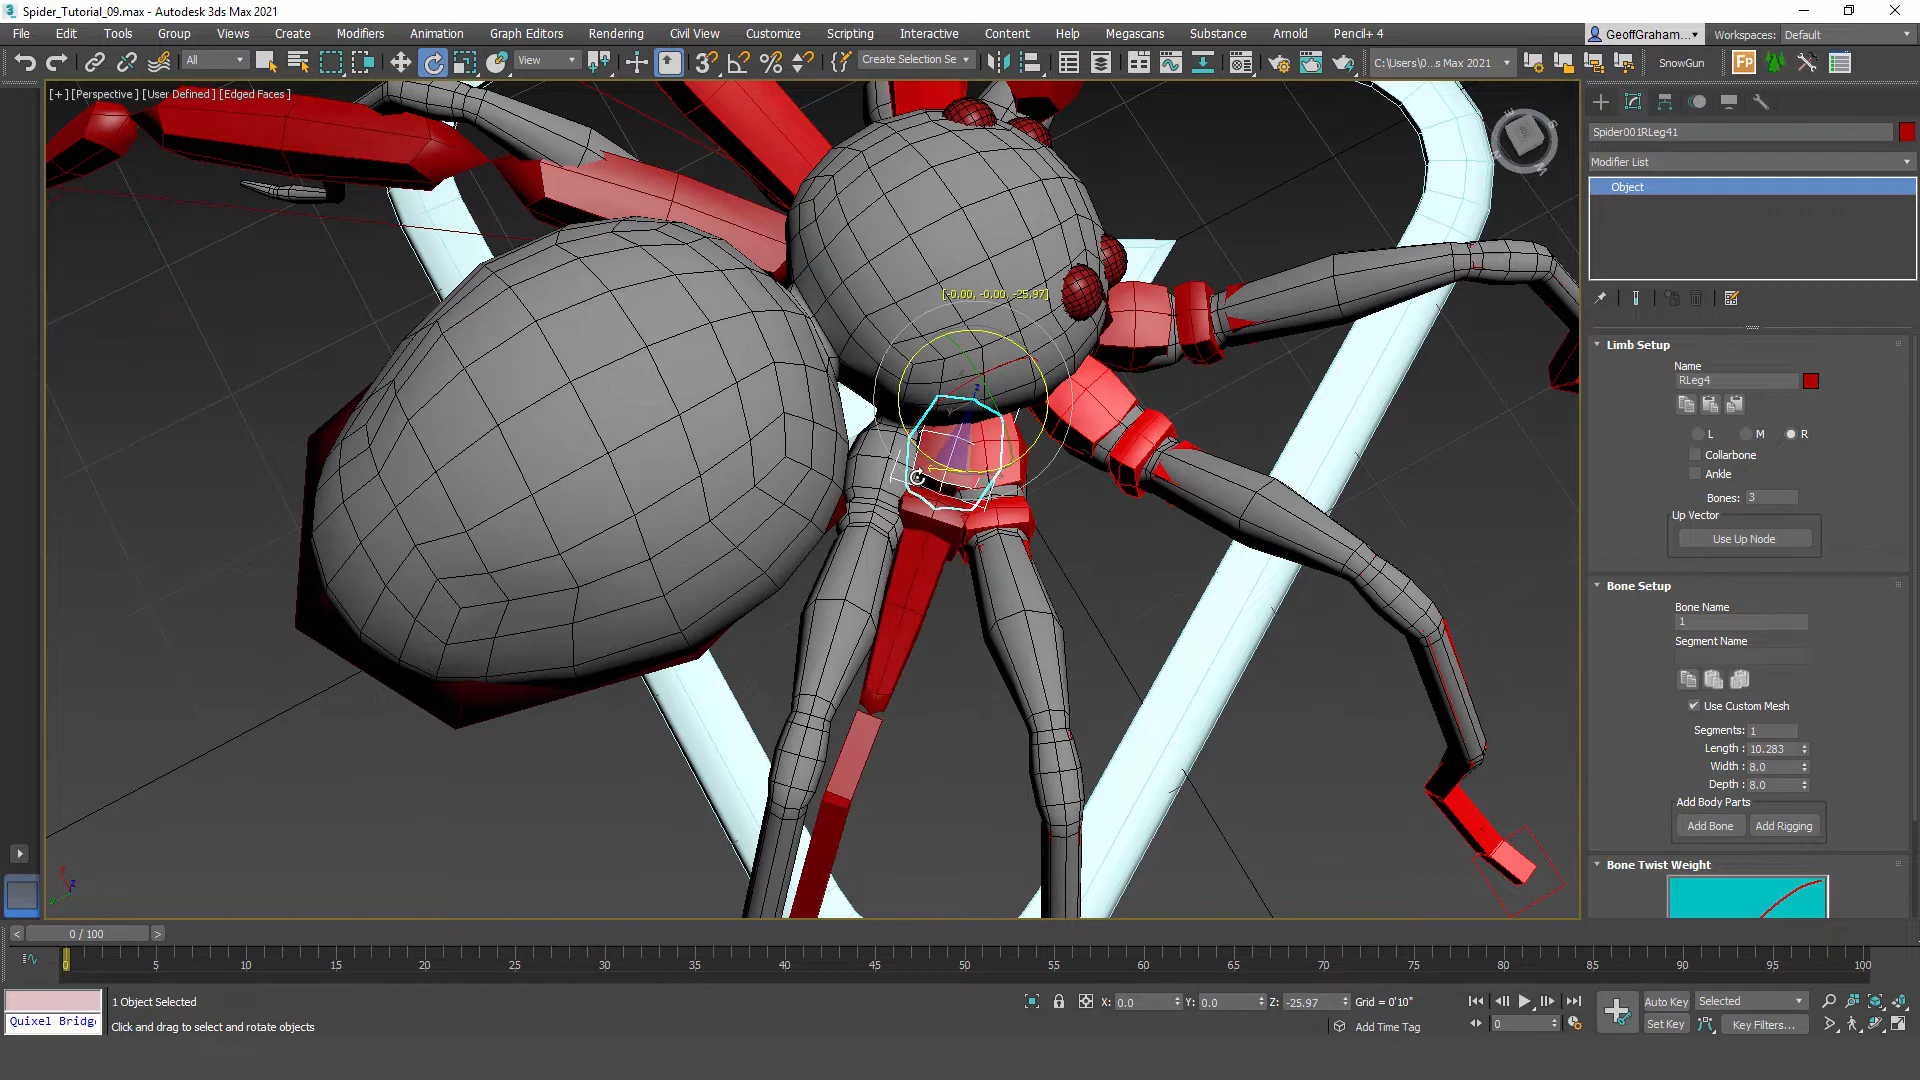 Spider_Tutorial_09.max - Autodesk 3ds Max 2021
File Edit Tools Group Views Create Modifiers Animation Graph Editors Rendering Civil View Customize Scripting Interactive Content Help Megascans Substance Arnold Pencil+ 4
GeoffGraham... Workspaces: Default
All View Create Selection Se C:\Users\0...s Max 2021 SnowGun Fp
[+] [Perspective] [User Defined] [Edged Faces]
[-0.00, -0.00, -25.97]
Spider001RLeg41
Modifier List
Object
Limb Setup
Name
RLeg4
L M R
Collarbone
Ankle
Bones: 3
Up Vector
Use Up Node
Bone Setup
Bone Name
1
Segment Name
Use Custom Mesh
Segments: 1
Length : 10.283
Width : 8.0
Depth : 8.0
Add Body Parts
Add Bone Add Rigging
Bone Twist Weight
< 0 / 100 >
0 5 10 15 20 25 30 35 40 45 50 55 60 65 70 75 80 85 90 95 100
1 Object Selected
X: 0.0 Y: 0.0 Z: -25.97 Grid = 0'10"
Auto Key Selected
Quixel Bridg
Click and drag to select and rotate objects
Add Time Tag
0
Set Key Key Filters...